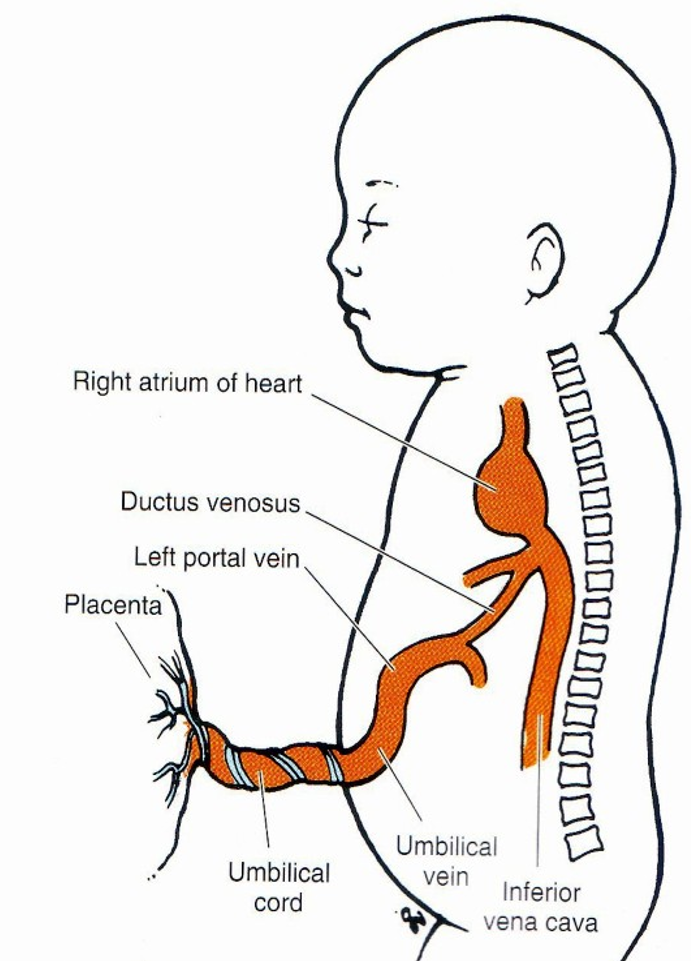 Right atrium of heart
Ductus venosus
Left portal vein
Placenta
Umbilical
cord
Umbilical
vein
Inferior
vena cava